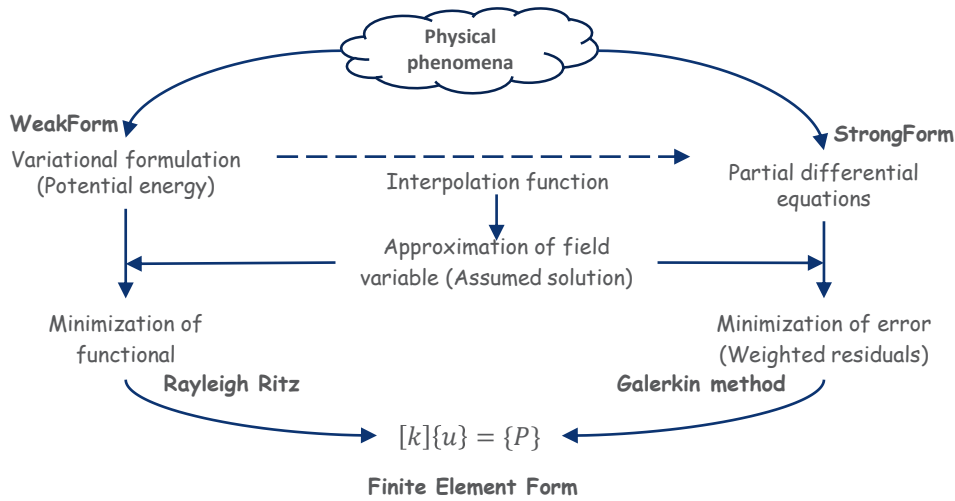 Physical
phenomena
WeakForm
StrongForm
Variational formulation
(Potential energy)
Interpolation function
Partial differential
equations
Approximation of field
variable (Assumed solution)
Minimization of
functional
Minimization of error
(Weighted residuals)
Rayleigh Ritz
Galerkin method
[k]{u} = {P}
Finite Element Form